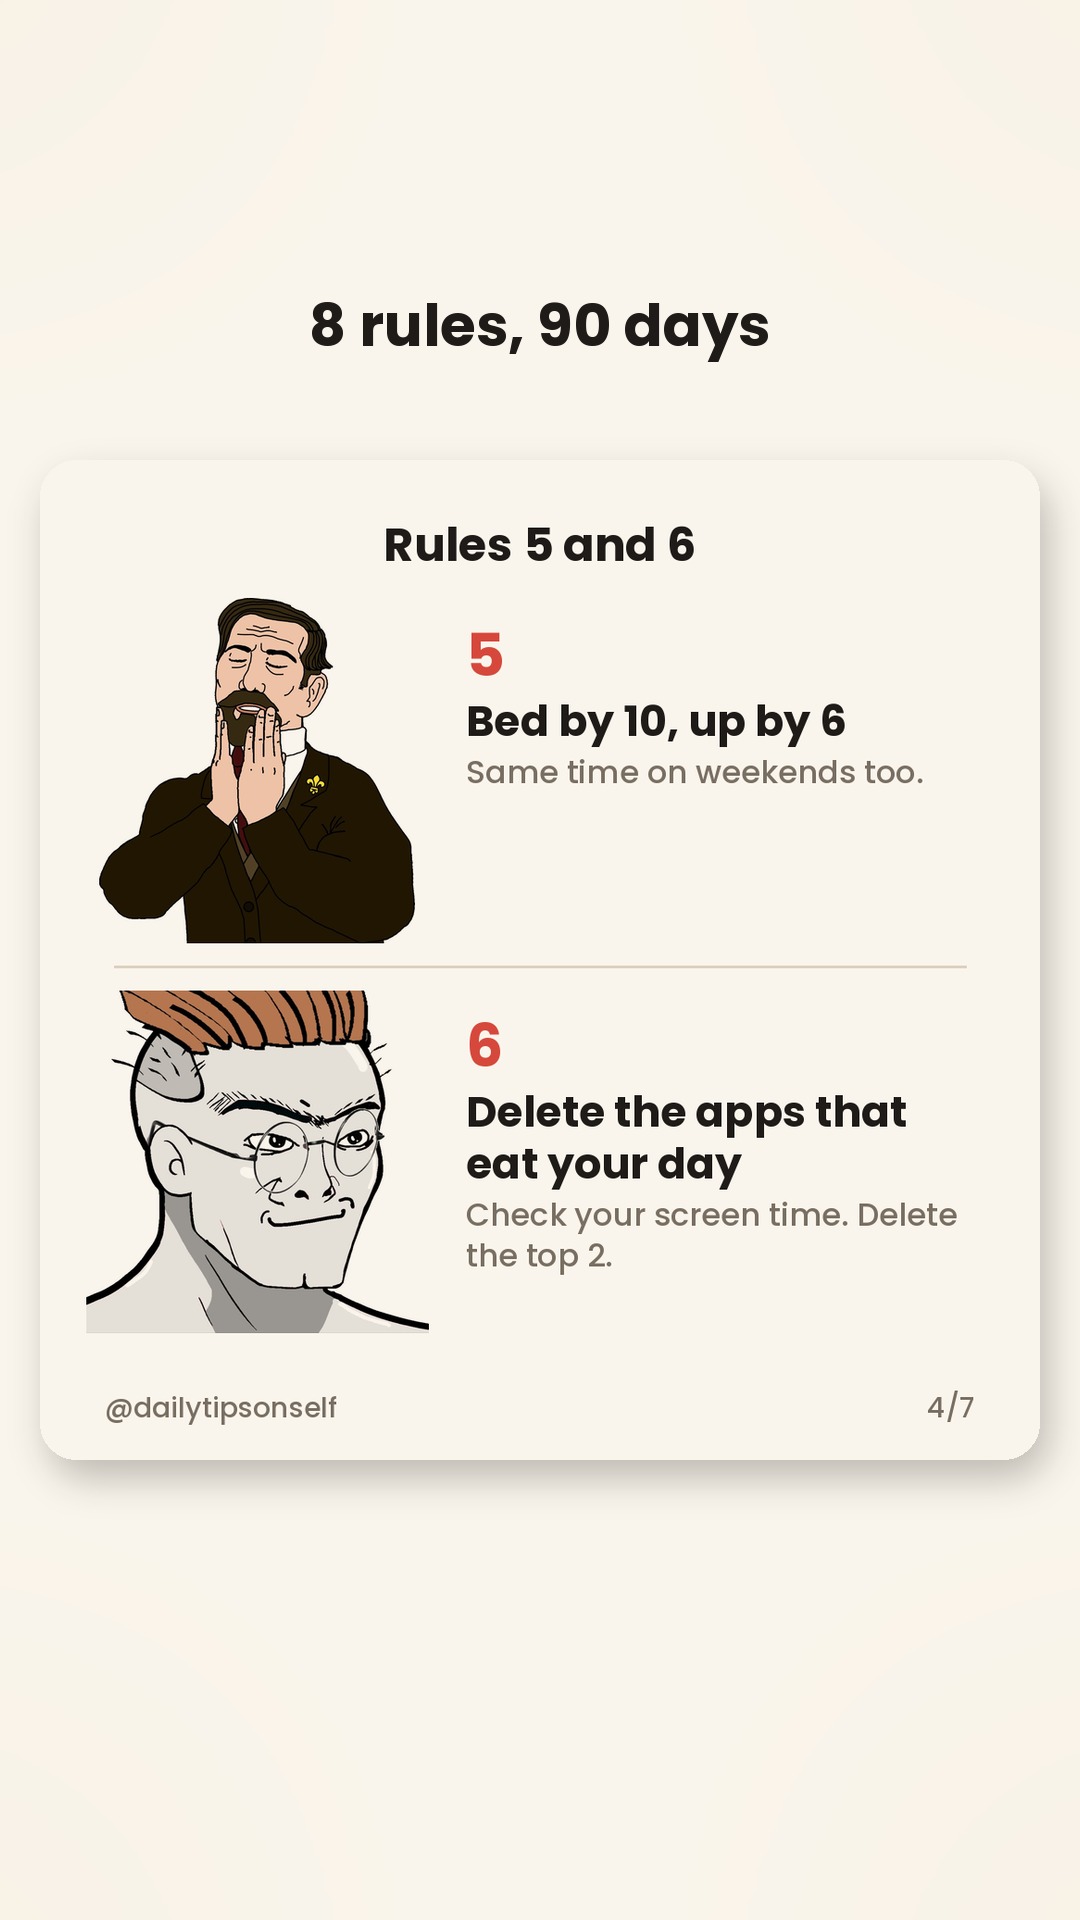 8 rules, 90 days
Rules 5 and 6
5
Bed by 10, up by 6
Same time on weekends too.
6
Delete the apps that
eat your day
Check your screen time. Delete
the top 2.
@dailytipsonself
4/7